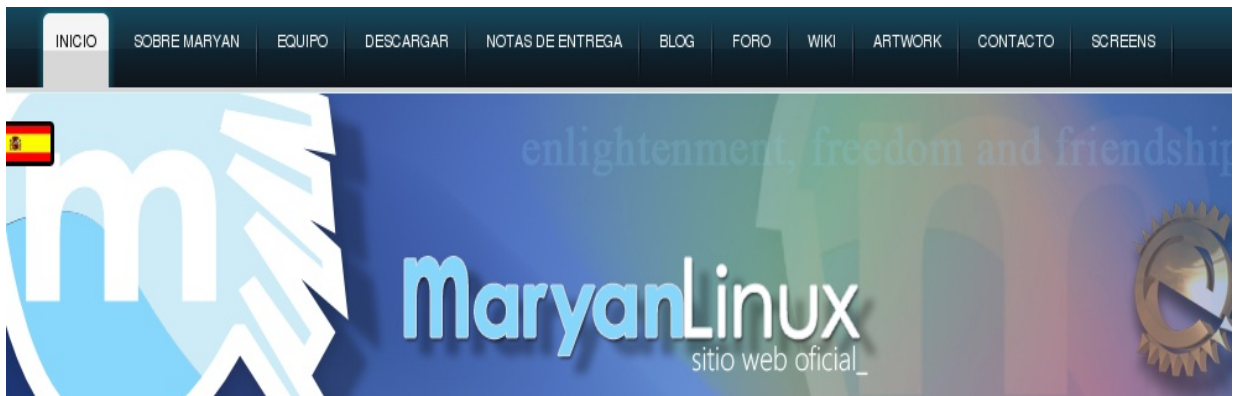 INICIO SOBRE MARYAN EQUIPO DESCARGAR NOTAS DE ENTREGA BLOG FORO WIKI ARTWORK CONTACTO SCREENS
enlightenment, freedom and friendship
m
m
MaryanLinux
sitio web oficial_
e